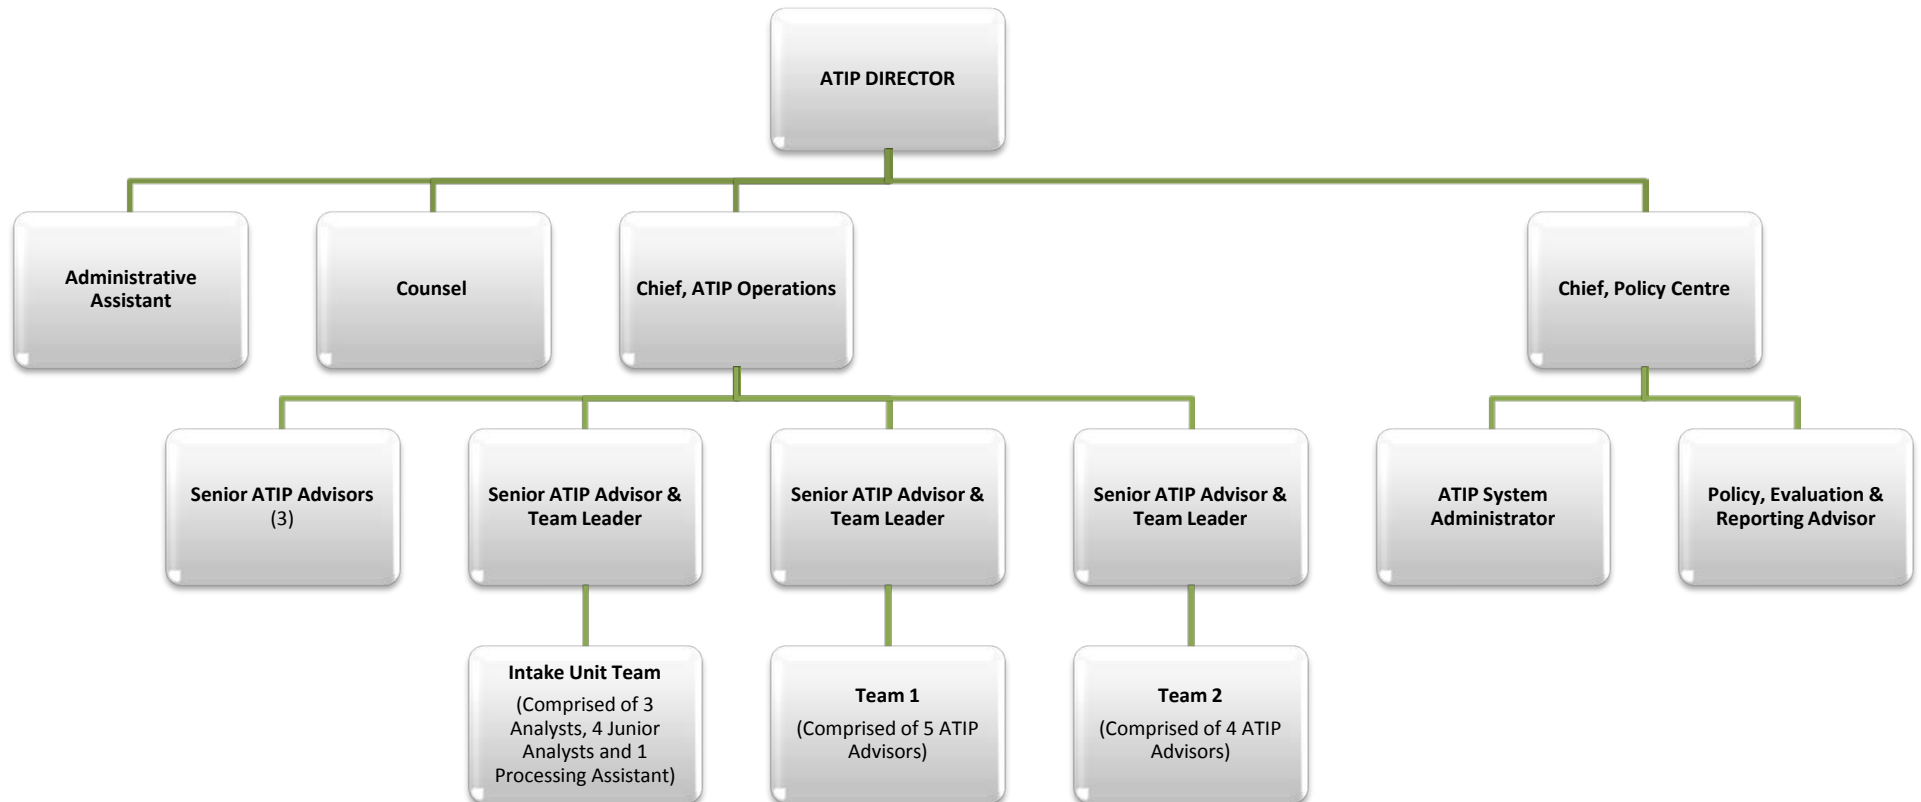 ATIP DIRECTOR
Administrative
Assistant
Counsel
Chief, ATIP Operations
Chief, Policy Centre
Senior ATIP Advisors
(3)
Senior ATIP Advisor &
Team Leader
Senior ATIP Advisor &
Team Leader
Senior ATIP Advisor &
Team Leader
ATIP System
Administrator
Policy, Evaluation &
Reporting Advisor
Intake Unit Team
(Comprised of 3
Analysts, 4 Junior
Analysts and 1
Processing Assistant)
Team 1
(Comprised of 5 ATIP
Advisors)
Team 2
(Comprised of 4 ATIP
Advisors)